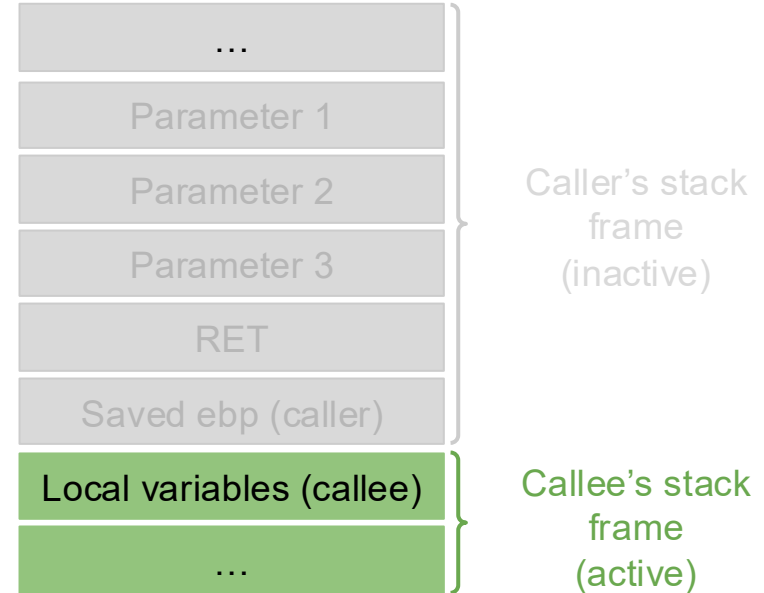 …
Parameter 1
Parameter 2
Caller’s stack
frame
(inactive)
Parameter 3
RET
Saved ebp (caller)
Local variables (callee)
Callee’s stack
frame
(active)
…